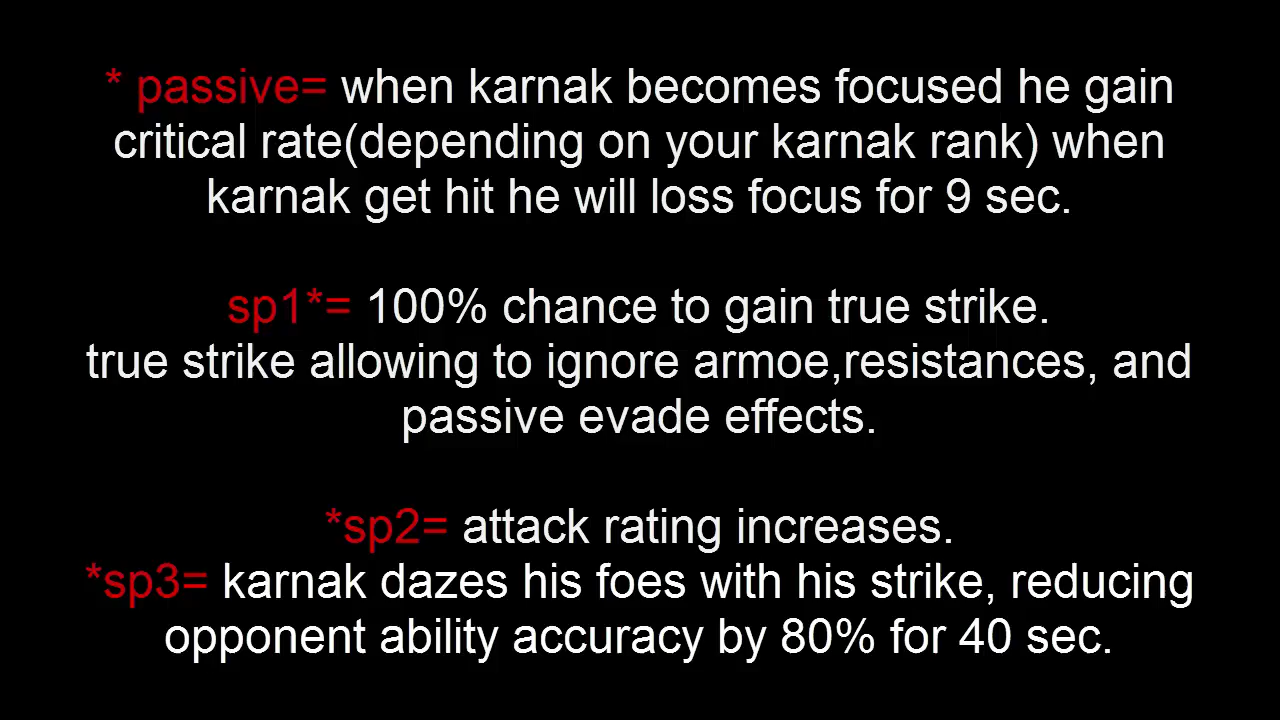 * passive= when karnak becomes focused he gain
critical rate(depending on your karnak rank) when
karnak get hit he will loss focus for 9 sec.
sp1*= 100% chance to gain true strike.
true strike allowing to ignore armoe,resistances, and
passive evade effects.
*sp2= attack rating increases.
*sp3= karnak dazes his foes with his strike, reducing
opponent ability accuracy by 80% for 40 sec.